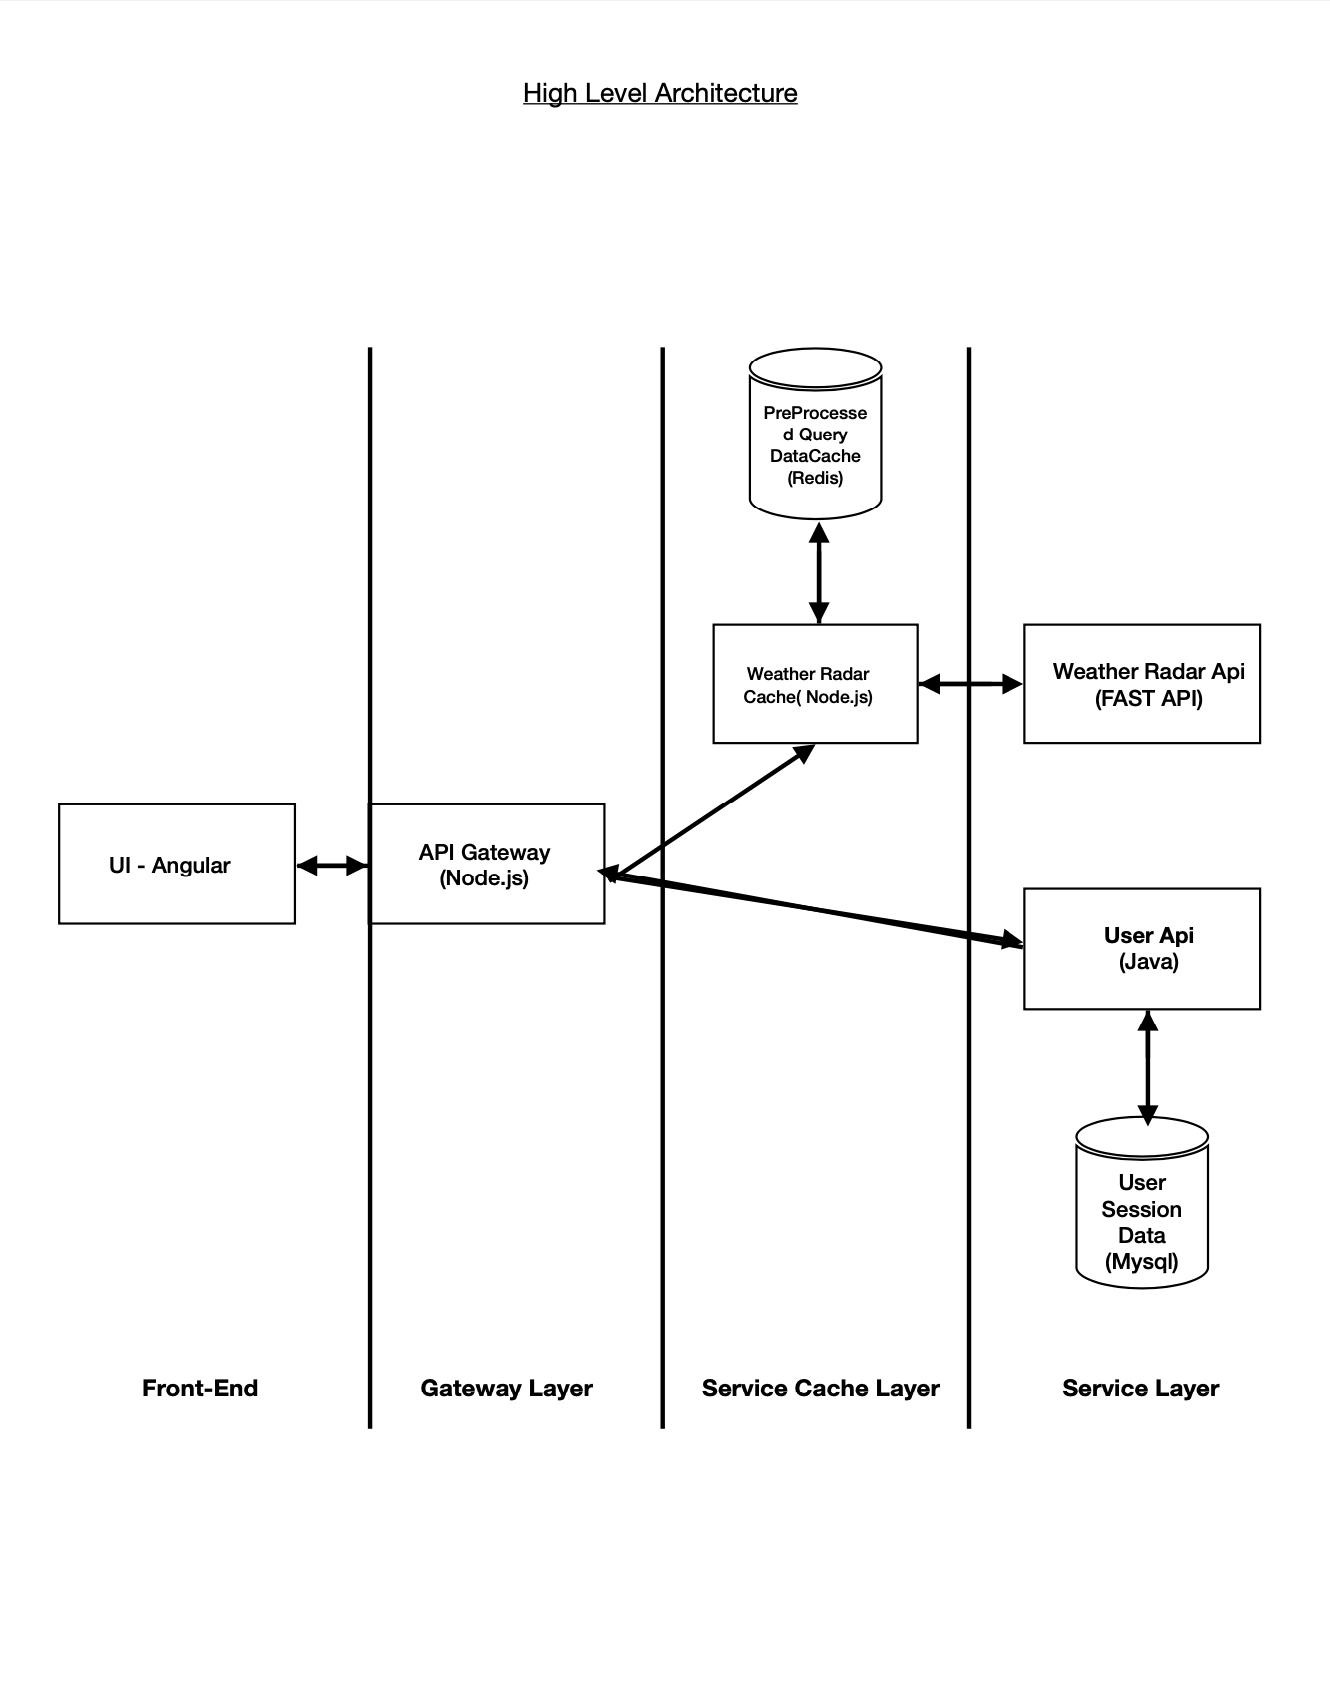 High Level Architecture
PreProcesse
d Query
DataCache
(Redis)
Weather Radar
Cache( Node.js)
Weather Radar Api
(FAST API)
UI - Angular
API Gateway
(Node.js)
User Api
(Java)
User
Session
Data
(Mysql)
Front-End
Gateway Layer
Service Cache Layer
Service Layer